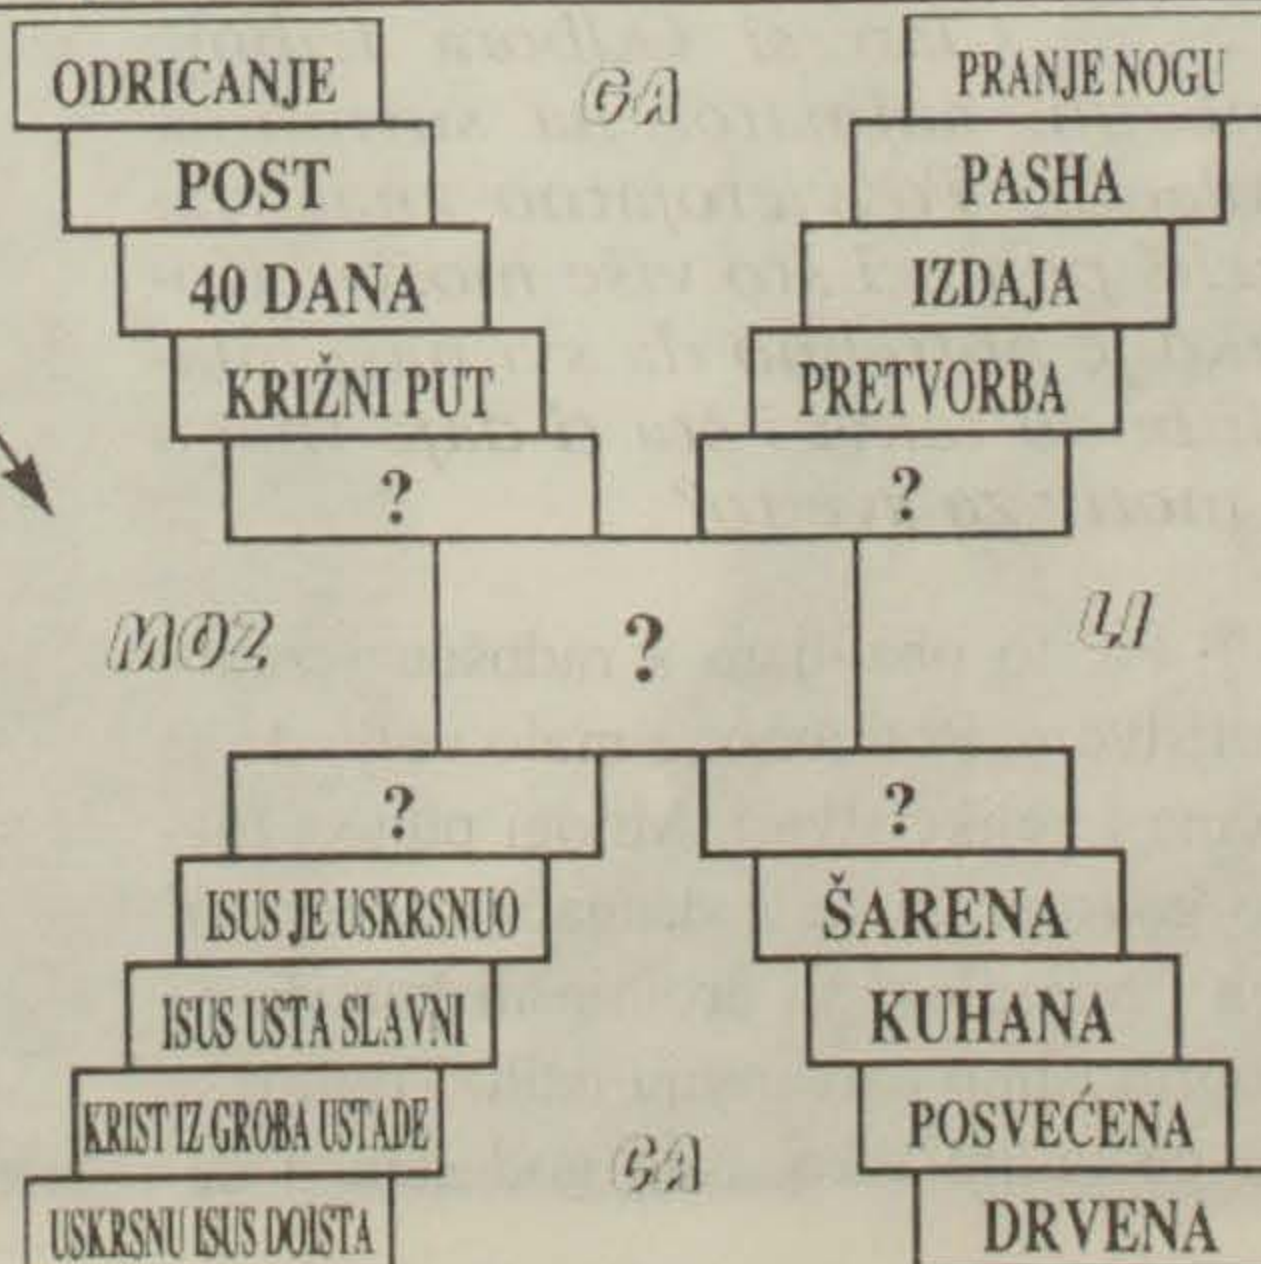 ODRICANJE
POST
40 DANA
KRIŽNI PUT
?
GA
PRANJE NOGU
PASHA
IZDAJA
PRETVORBA
?
MOZ
?
LI
?
ISUS JE USKRSNUO
ISUS USTA SLAVNI
KRIST IZ GROBA USTADE
USKRSNU ISUS DOISTA
CA
?
ŠARENA
KUHANA
POSVEĆENA
DRVENA